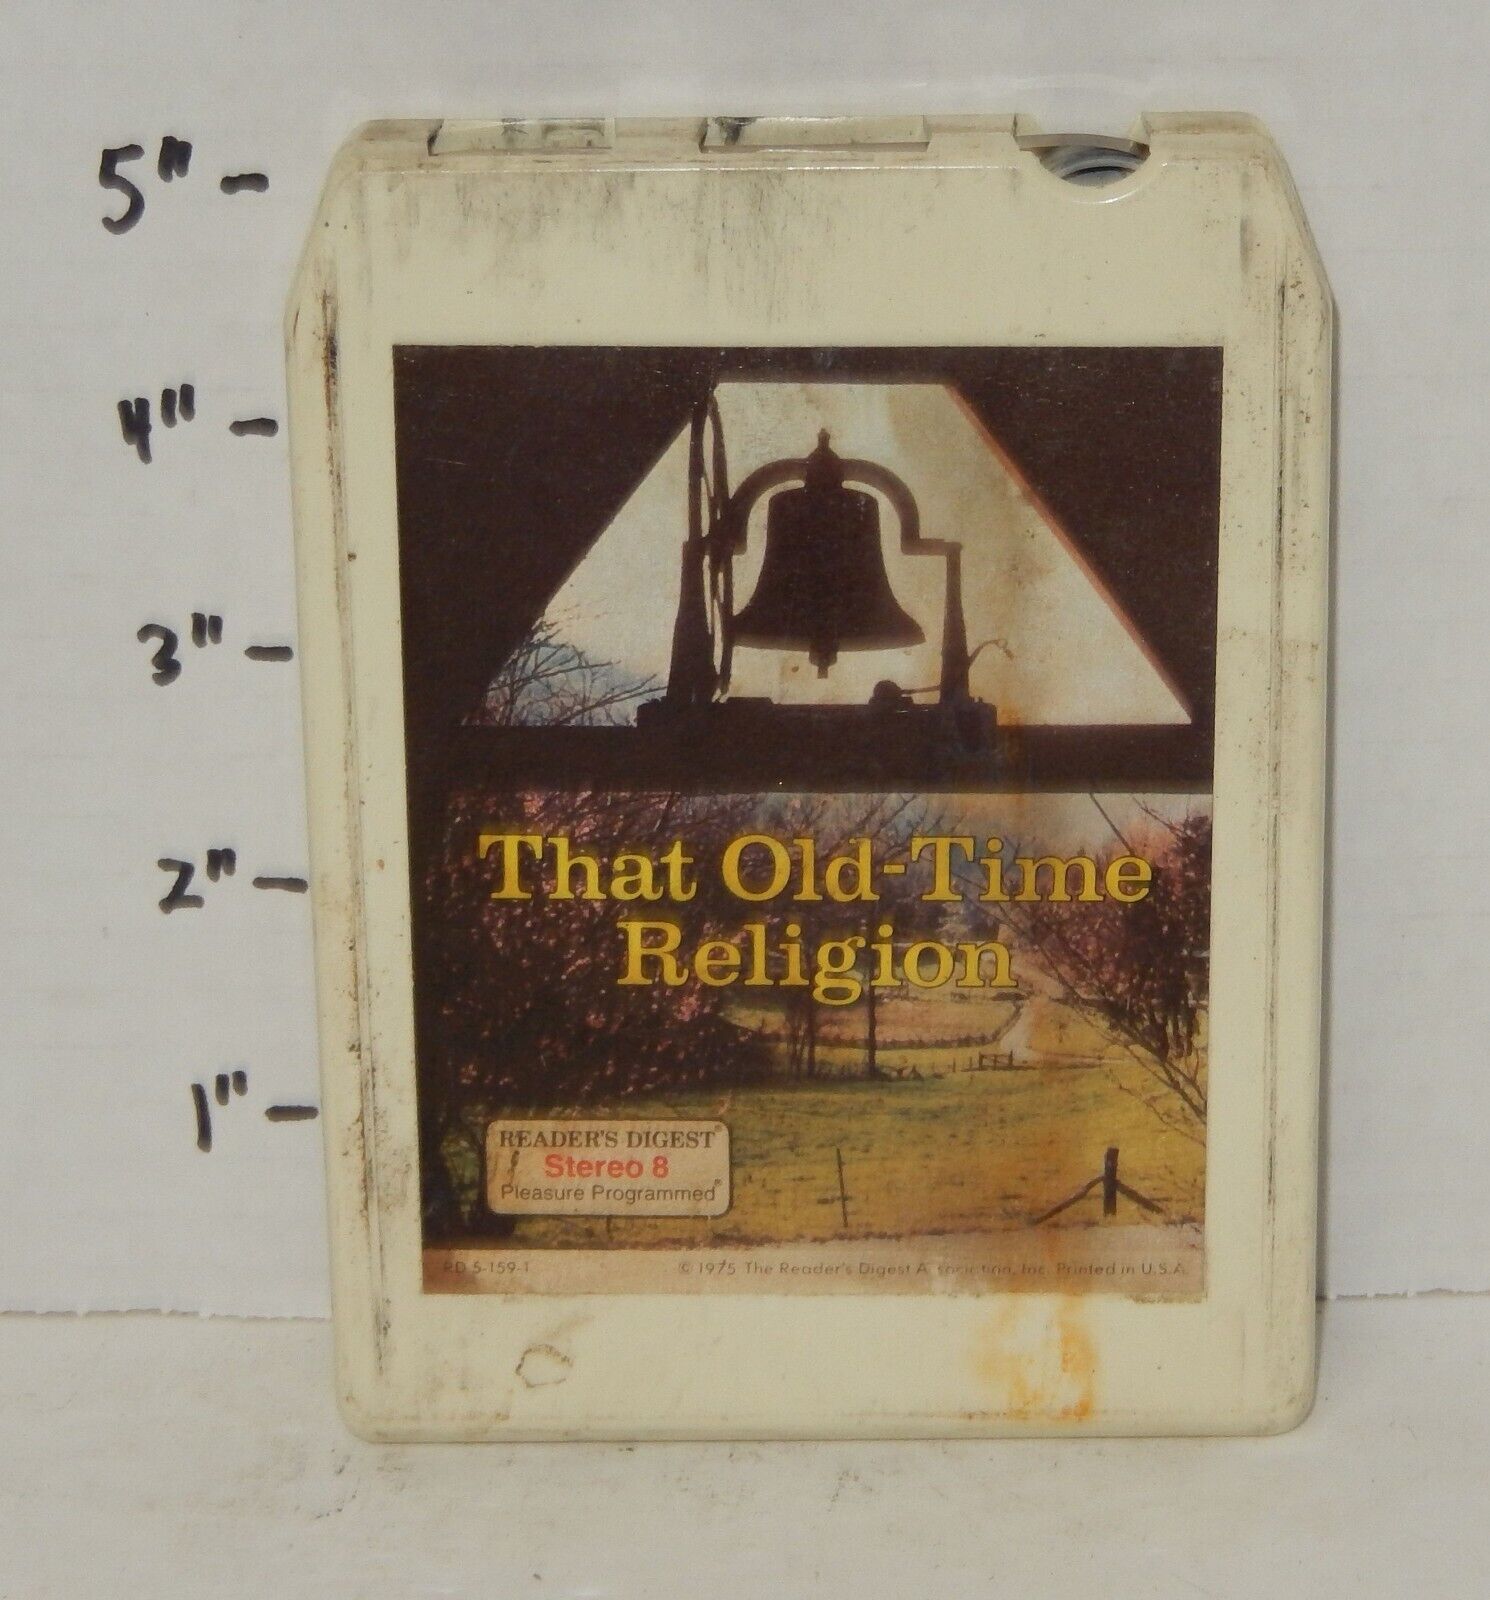 5" -
4" -
3" -
2" -
1" -
That Old-Time
Religion
READER'S DIGEST®
Stereo 8
Pleasure Programmed®
RD 5-159-1
© 1975 The Reader's Digest Association, Inc. Printed in U.S.A.